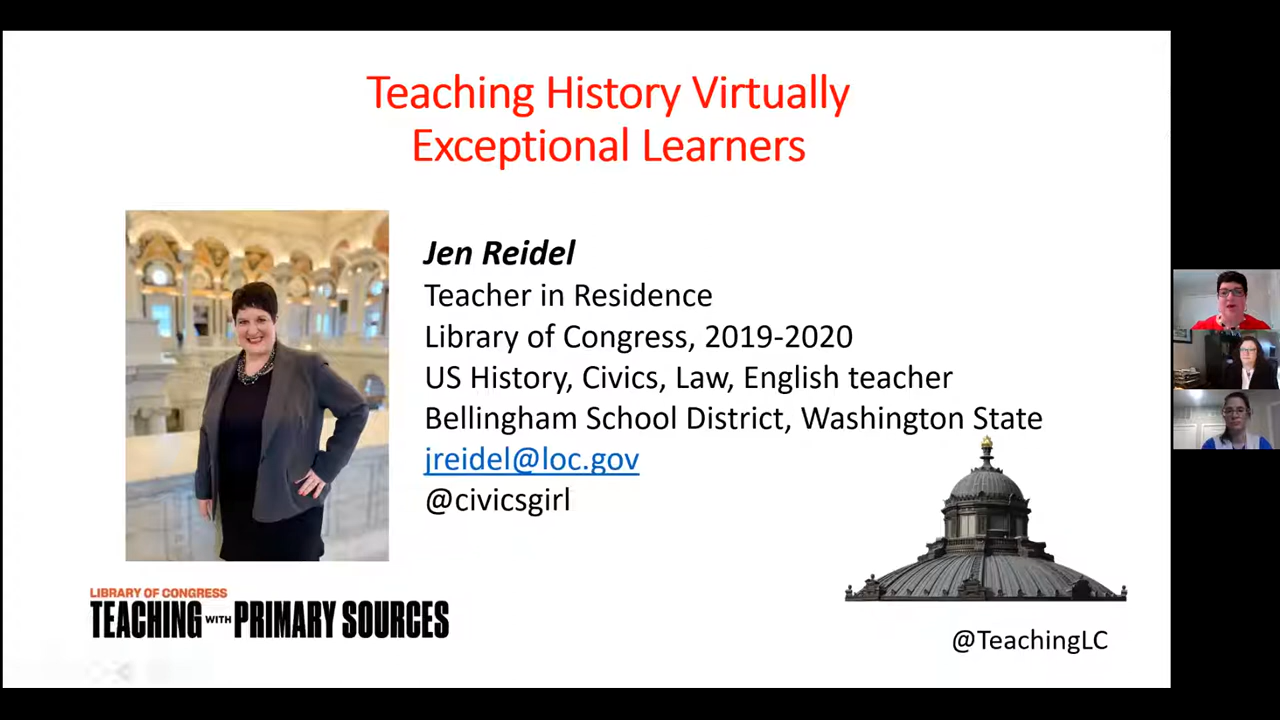 Teaching History Virtually
Exceptional Learners
Jen Reidel
Teacher in Residence
Library of Congress, 2019-2020
US History, Civics, Law, English teacher
Bellingham School District, Washington State
jreidel@loc.gov
@civicsgirl
LIBRARY OF CONGRESS
TEACHING WITH PRIMARY SOURCES
@TeachingLC